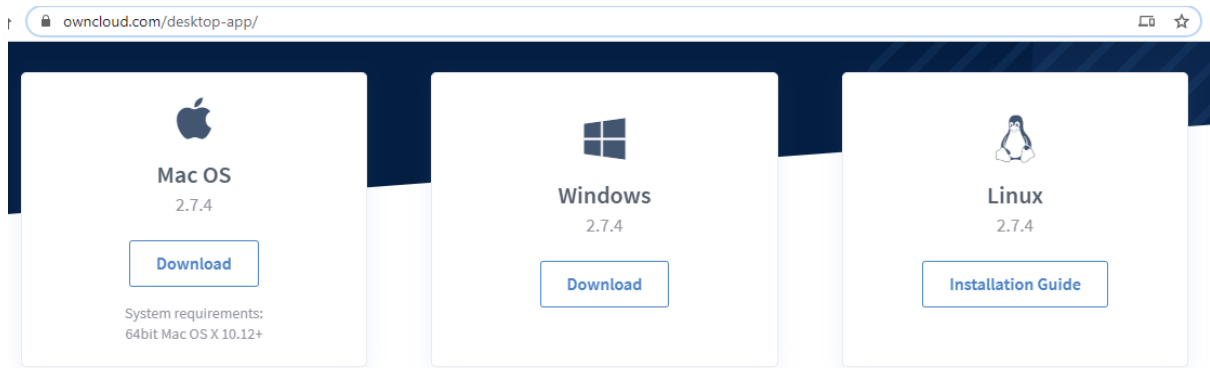 owncloud.com/desktop-app/
Mac OS
2.7.4
Download
System requirements:
64bit Mac OS X 10.12+
Windows
2.7.4
Download
Linux
2.7.4
Installation Guide